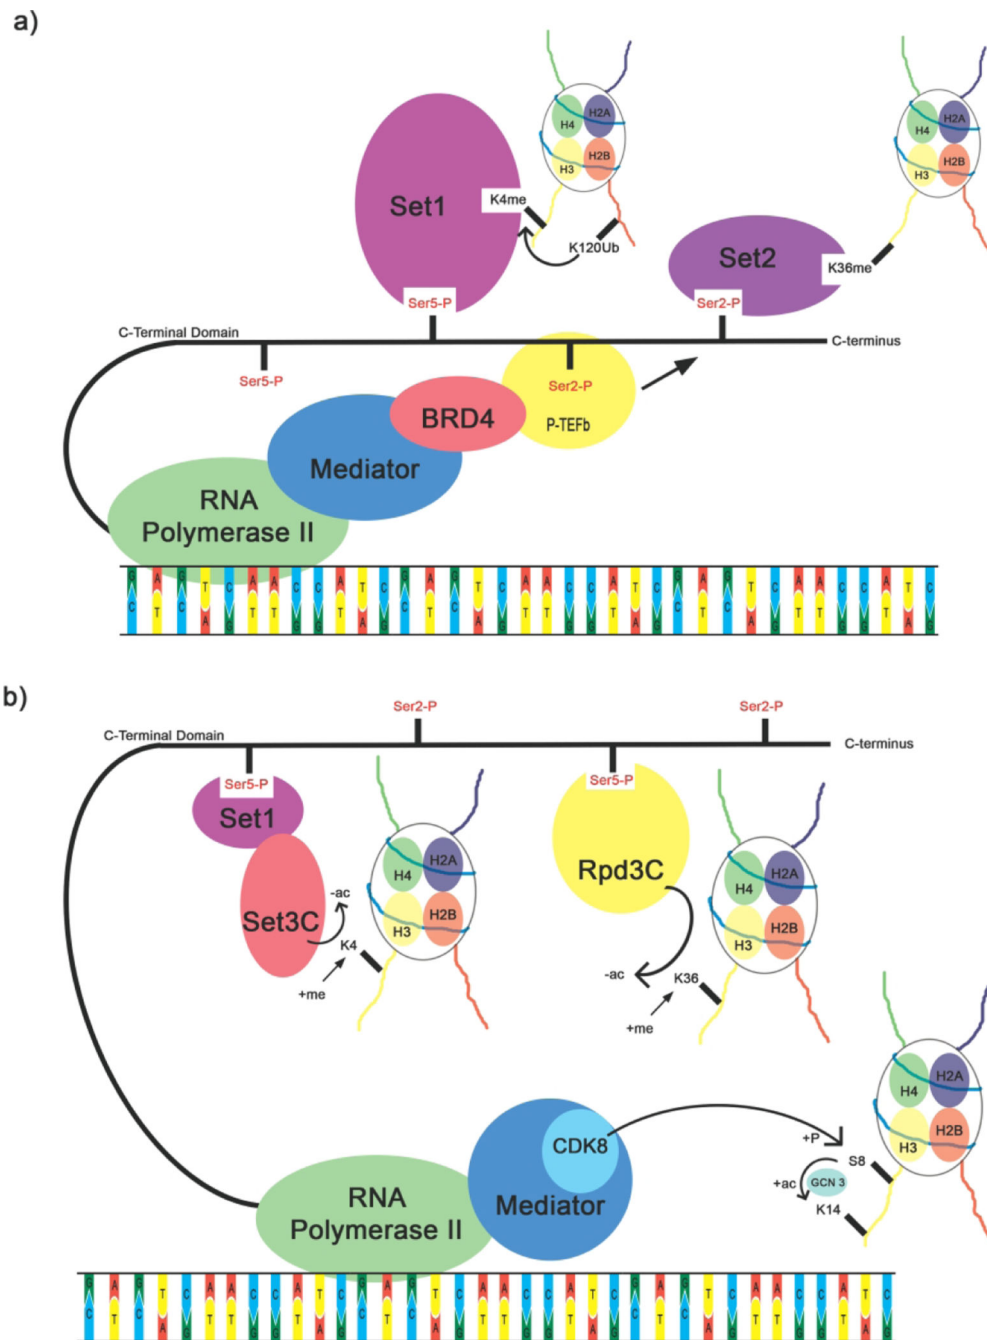 a)
H4
H2A
H3
H2B
H4
H2A
H3
H2B
Set1
K4me
K120Ub
Set2
K36me
Ser5-P
Ser2-P
C-Terminal Domain
C-terminus
Ser5-P
Ser2-P
BRD4
P-TEFb
Mediator
RNA
Polymerase II
G A G T C A A C C A T C G A G T C A A C C A T C G A G T C A A C C A T C
C T C A G T T G G T A G C T C A G T T G G T A G C T C A G T T G G T A G
b)
Ser2-P
Ser2-P
C-Terminal Domain
C-terminus
Ser5-P
Ser5-P
Set1
Set3C
-ac
K4
+me
H4
H2A
H3
H2B
Rpd3C
-ac
K36
+me
H4
H2A
H3
H2B
H4
H2A
H3
H2B
CDK8
Mediator
+P
S8
+ac
GCN 3
K14
RNA
Polymerase II
G A G T C A A C C A T C G A G T C A A C C A T C G A G T C A A C C A T C
C T C A G T T G G T A G C T C A G T T G G T A G C T C A G T T G G T A G